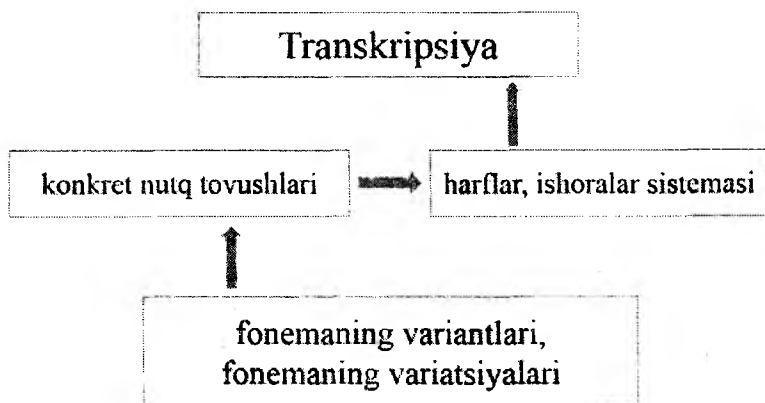 Transkripsiya
konkret nutq tovushlari
harflar, ishoralar sistemasi
fonemaning variantlari,
fonemaning variatsiyalari